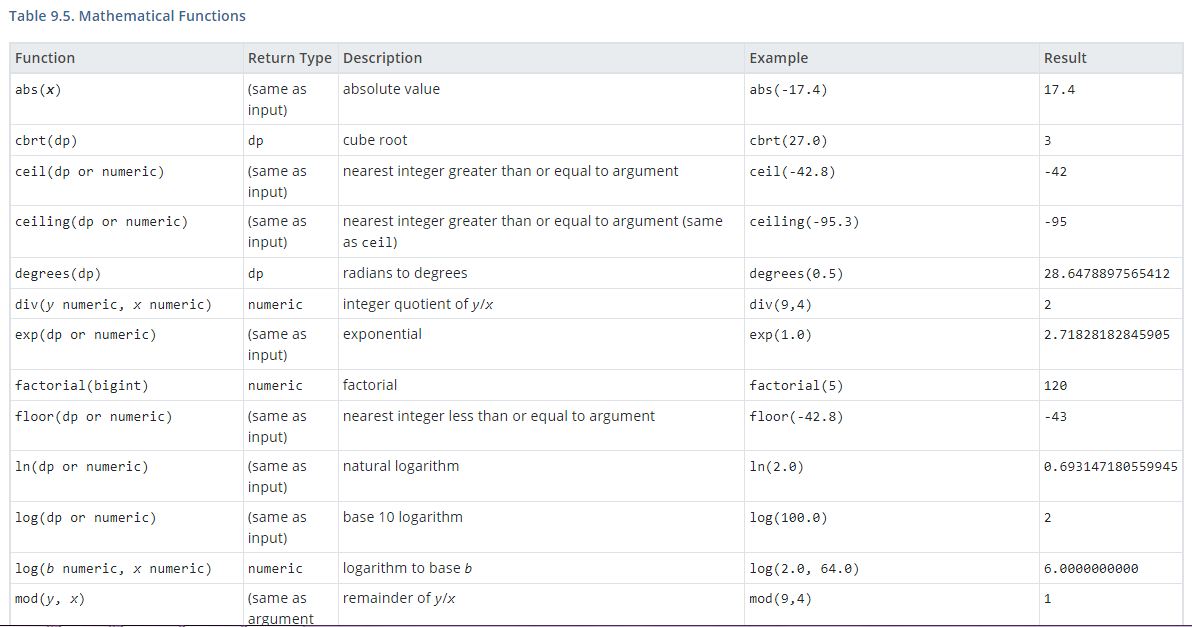 Table 9.5. Mathematical Functions
Function Return Type Description Example Result
abs(x) (same as input) absolute value abs(-17.4) 17.4
cbrt(dp) dp cube root cbrt(27.0) 3
ceil(dp or numeric) (same as input) nearest integer greater than or equal to argument ceil(-42.8) -42
ceiling(dp or numeric) (same as input) nearest integer greater than or equal to argument (same as ceil) ceiling(-95.3) -95
degrees(dp) dp radians to degrees degrees(0.5) 28.6478897565412
div(y numeric, x numeric) numeric integer quotient of y/x div(9,4) 2
exp(dp or numeric) (same as input) exponential exp(1.0) 2.71828182845905
factorial(bigint) numeric factorial factorial(5) 120
floor(dp or numeric) (same as input) nearest integer less than or equal to argument floor(-42.8) -43
ln(dp or numeric) (same as input) natural logarithm ln(2.0) 0.693147180559945
log(dp or numeric) (same as input) base 10 logarithm log(100.0) 2
log(b numeric, x numeric) numeric logarithm to base b log(2.0, 64.0) 6.0000000000
mod(y, x) (same as argument remainder of y/x mod(9,4) 1